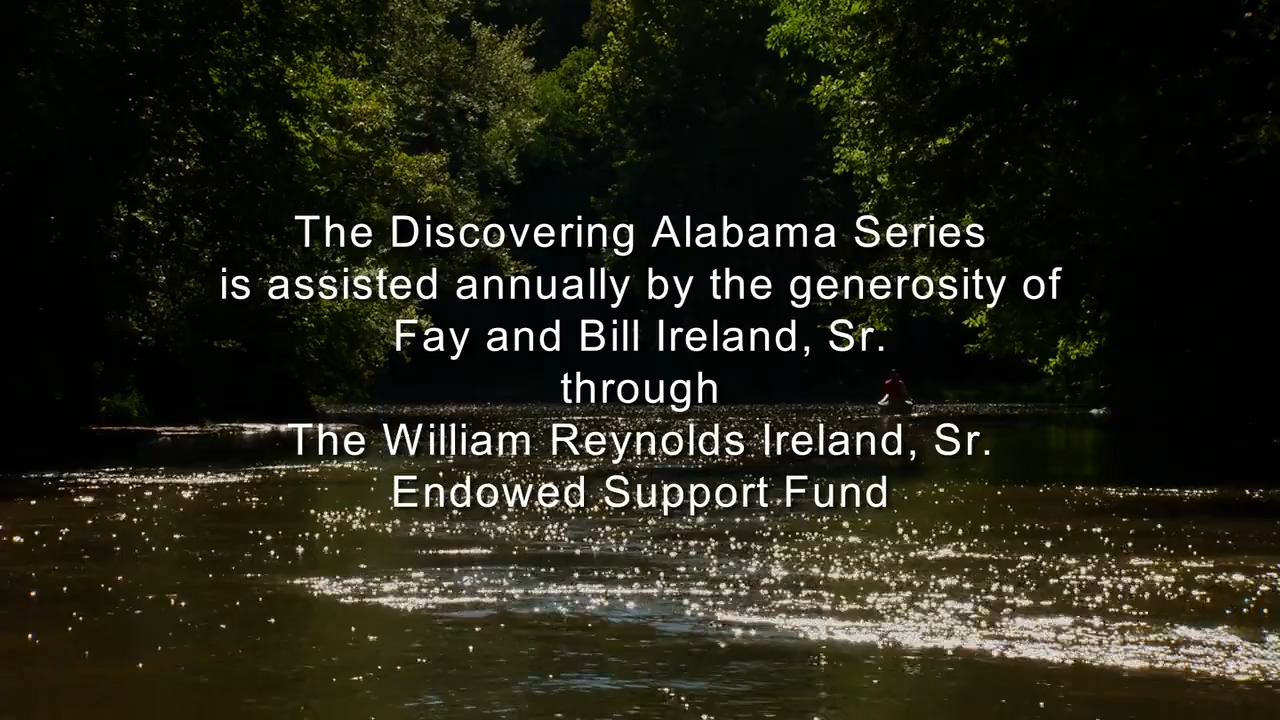 The Discovering Alabama Series
is assisted annually by the generosity of
Fay and Bill Ireland, Sr.
through
The William Reynolds Ireland, Sr.
Endowed Support Fund